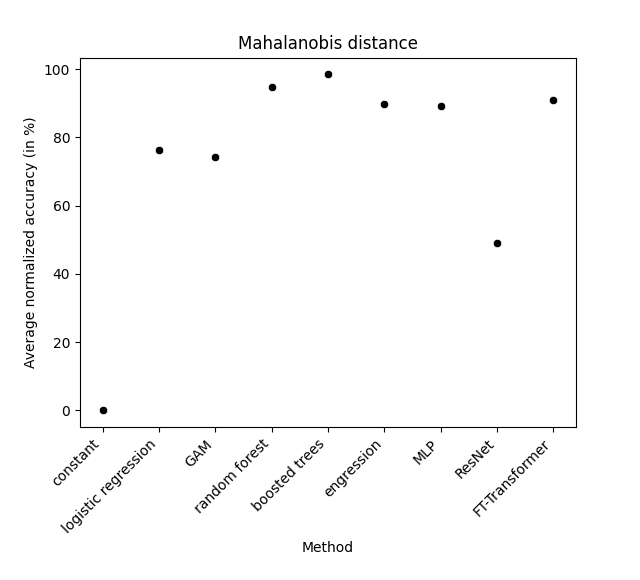 Mahalanobis distance
Average normalized accuracy (in %)
100
80
60
40
20
0
constant
logistic regression
GAM
random forest
boosted trees
engression
MLP
ResNet
FT-Transformer
Method